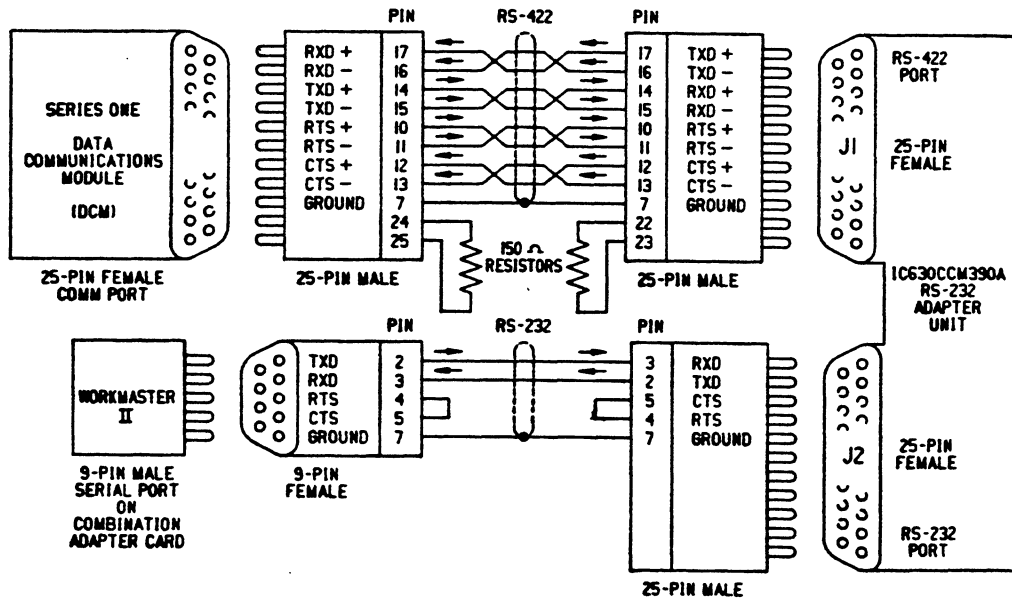 PIN RS-422 PIN
SERIES ONE
DATA
COMMUNICATIONS
MODULE
(DCM)
25-PIN FEMALE
COMM PORT
RXD + 17
RXD - 16
TXD + 14
TXD - 15
RTS + 10
RTS - 11
CTS + 12
CTS - 13
GROUND 7
24
25
25-PIN MALE
150 Ω
RESISTORS
17 TXD +
16 TXD -
14 RXD +
15 RXD -
10 RTS +
11 RTS -
12 CTS +
13 CTS -
7 GROUND
22
23
25-PIN MALE
RS-422
PORT
J1
25-PIN
FEMALE
IC630CCM390A
RS-232
ADAPTER
UNIT
PIN RS-232 PIN
WORKMASTER
II
9-PIN MALE
SERIAL PORT
ON
COMBINATION
ADAPTER CARD
TXD 2
RXD 3
RTS 4
CTS 5
GROUND 7
9-PIN
FEMALE
3 RXD
2 TXD
5 CTS
4 RTS
7 GROUND
25-PIN MALE
J2
25-PIN
FEMALE
RS-232
PORT